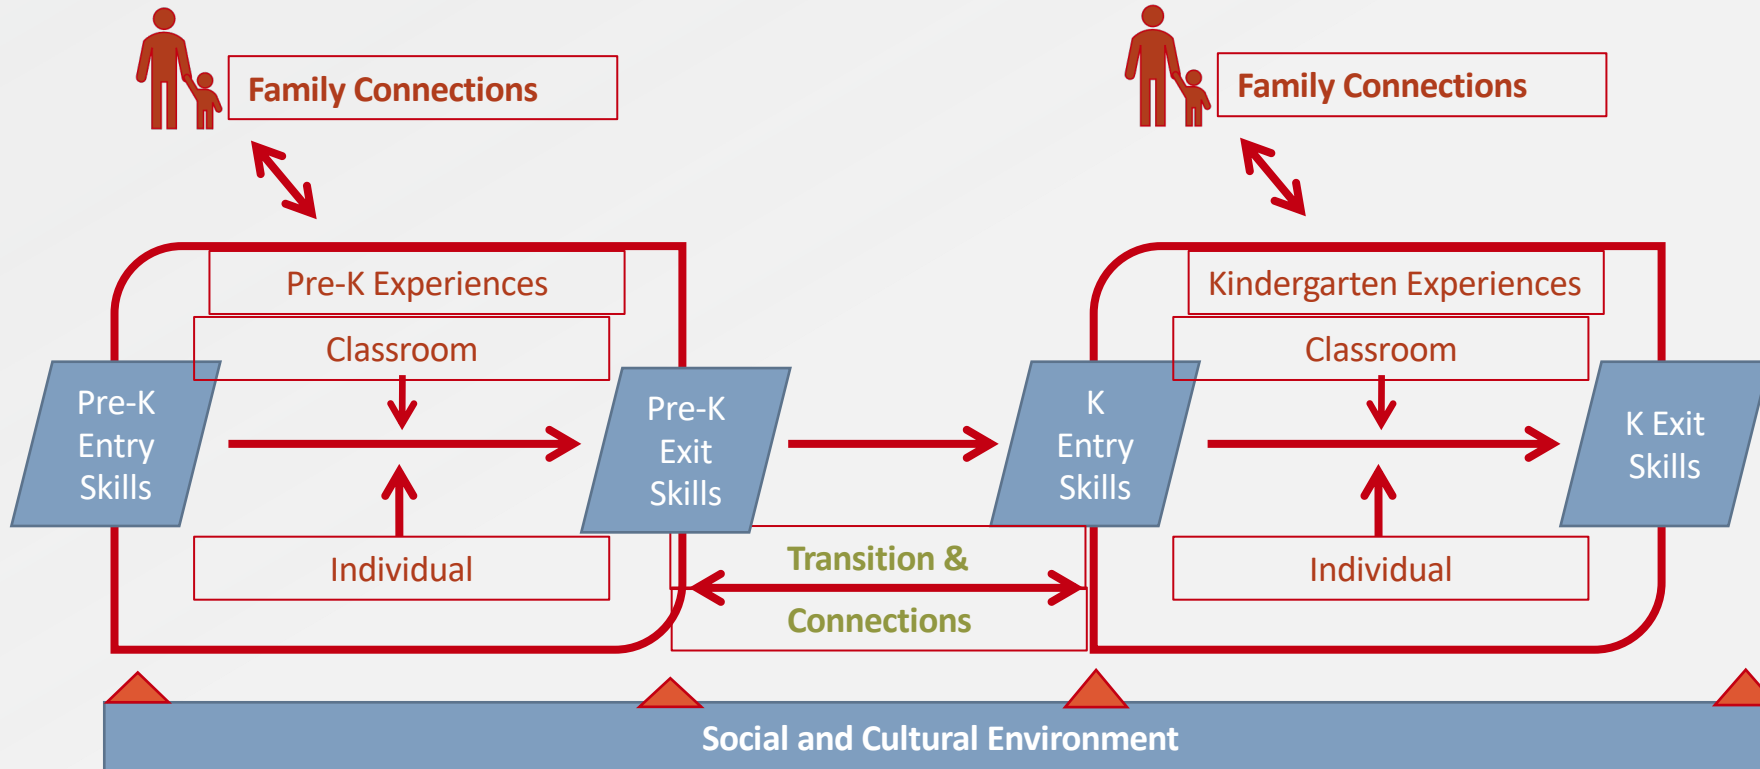 Family Connections
Family Connections
Pre-K Experiences
Classroom
Pre-K
Entry
Skills
Individual
Pre-K
Exit
Skills
Transition &
Connections
Kindergarten Experiences
Classroom
K
Entry
Skills
Individual
K Exit
Skills
Social and Cultural Environment